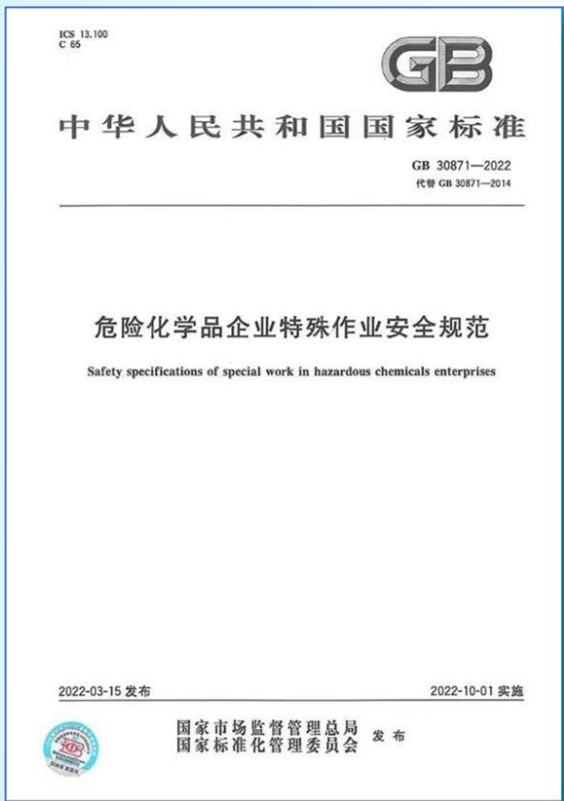 ICS 13.100
C 65
GB
中华人民共和国国家标准
GB 30871—2022
代替 GB 30871—2014
危险化学品企业特殊作业安全规范
Safety specifications of special work in hazardous chemicals enterprises
2022-03-15 发布
2022-10-01 实施
国家市场监督管理总局
国家标准化管理委员会
发布